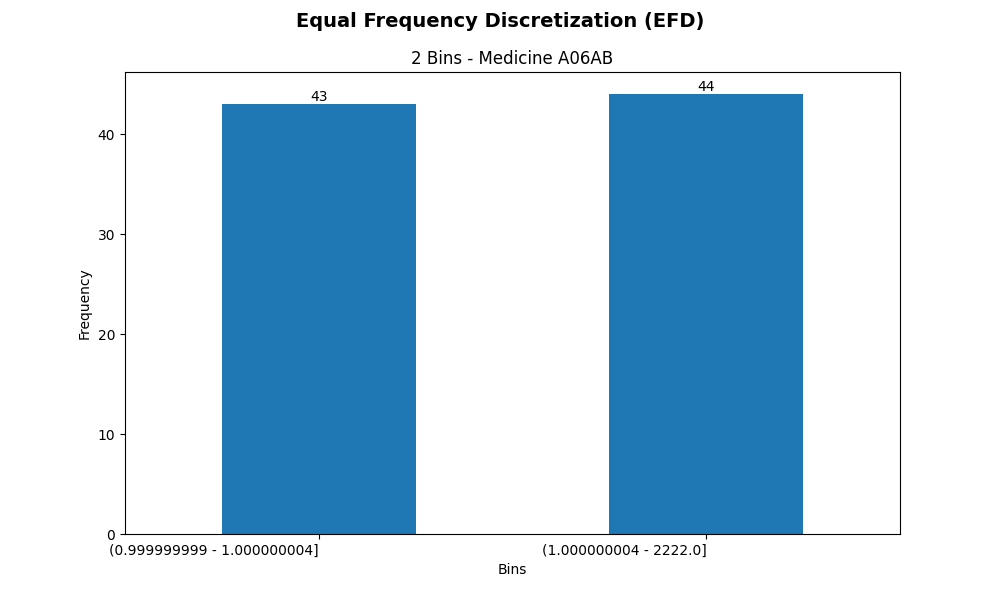 Equal Frequency Discretization (EFD)
2 Bins - Medicine A06AB
43
44
40
30
20
10
0
Frequency
(0.999999999 - 1.000000004]
(1.000000004 - 2222.0]
Bins